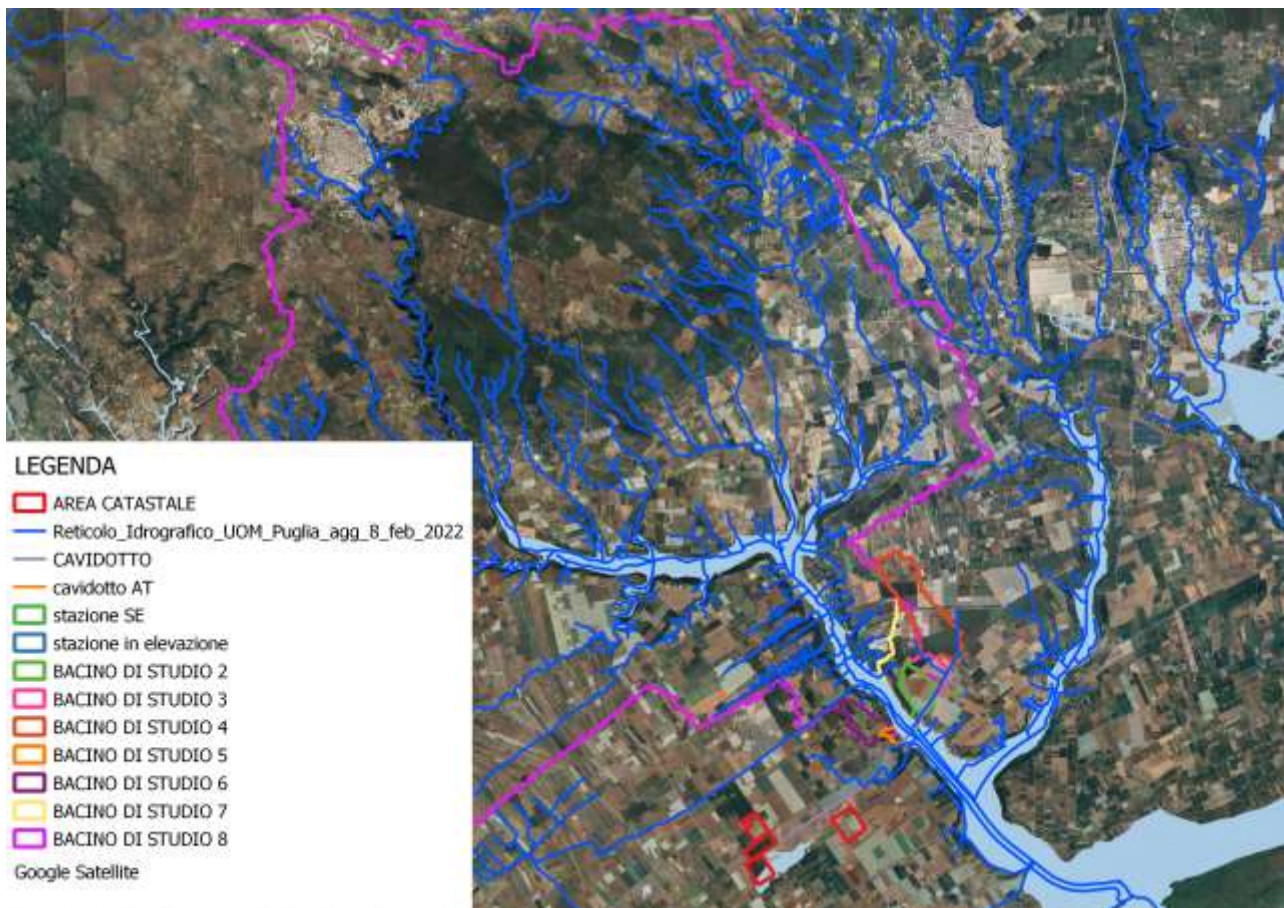 LEGENDA
AREA CATASTALE
Reticolo_Idrografico_UOM_Puglia_agg_8_feb_2022
CAVIDOTTO
cavidotto AT
stazione SE
stazione in elevazione
BACINO DI STUDIO 2
BACINO DI STUDIO 3
BACINO DI STUDIO 4
BACINO DI STUDIO 5
BACINO DI STUDIO 6
BACINO DI STUDIO 7
BACINO DI STUDIO 8
Google Satellite